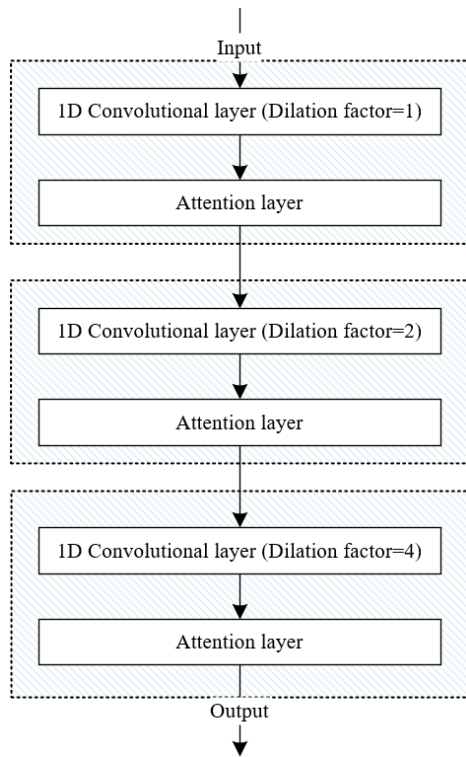 Input
1D Convolutional layer (Dilation factor=1)
Attention layer
1D Convolutional layer (Dilation factor=2)
Attention layer
1D Convolutional layer (Dilation factor=4)
Attention layer
Output